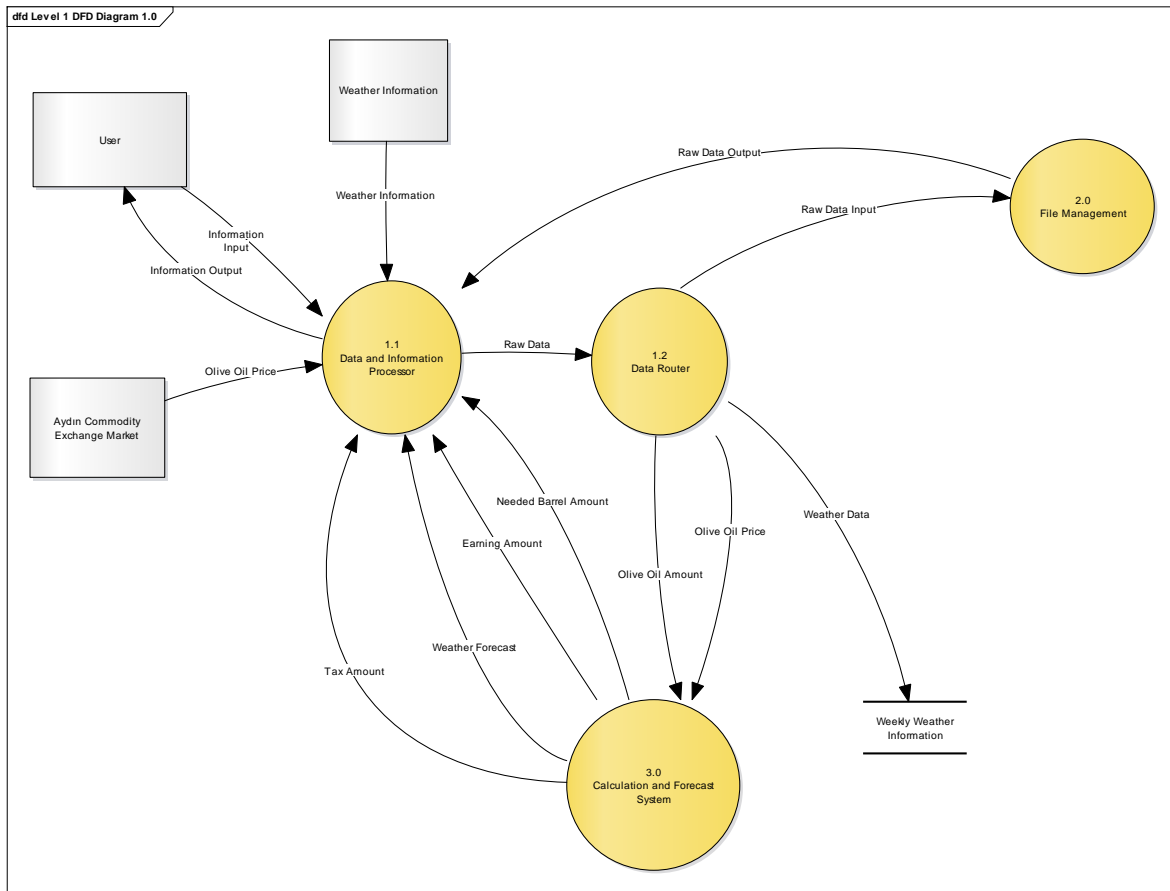 dfd Level 1 DFD Diagram 1.0
Weather Information
User
Raw Data Output
2.0
File Management
Weather Information
Raw Data Input
Information
Input
Information Output
1.1
Data and Information
Processor
Raw Data
1.2
Data Router
Olive Oil Price
Aydın Commodity
Exchange Market
Needed Barrel Amount
Weather Data
Olive Oil Price
Earning Amount
Olive Oil Amount
Weather Forecast
Tax Amount
Weekly Weather
Information
3.0
Calculation and Forecast
System